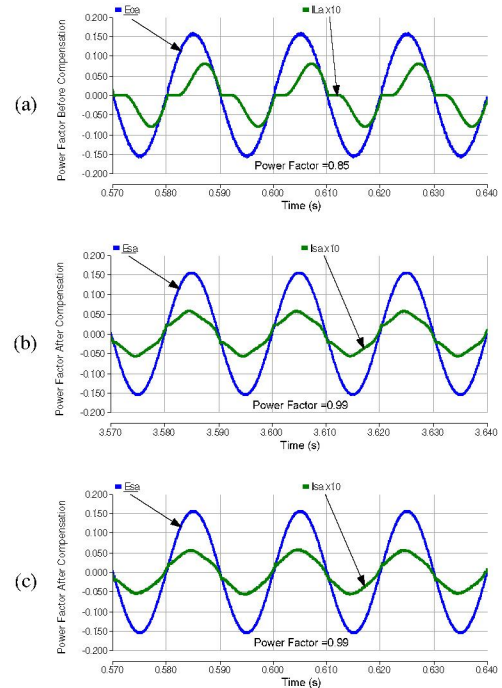 Eoa ILa x10
(a)
Power Factor Before Compensation
0.200
0.150
0.100
0.050
0.000
-0.050
-0.100
-0.150
-0.200
Power Factor =0.85
0.570 0.580 0.590 0.600 0.610 0.620 0.630 0.640
Time (s)
Esa Isa x10
(b)
Power Factor After Compensation
0.200
0.150
0.100
0.050
0.000
-0.050
-0.100
-0.150
-0.200
Power Factor =0.99
3.570 3.580 3.590 3.600 3.610 3.620 3.630 3.640
Time (s)
Esa Isa x10
(c)
Power Factor After Compensation
0.200
0.150
0.100
0.050
0.000
-0.050
-0.100
-0.150
-0.200
Power Factor =0.99
0.570 0.580 0.590 0.600 0.610 0.620 0.630 0.640
Time (s)